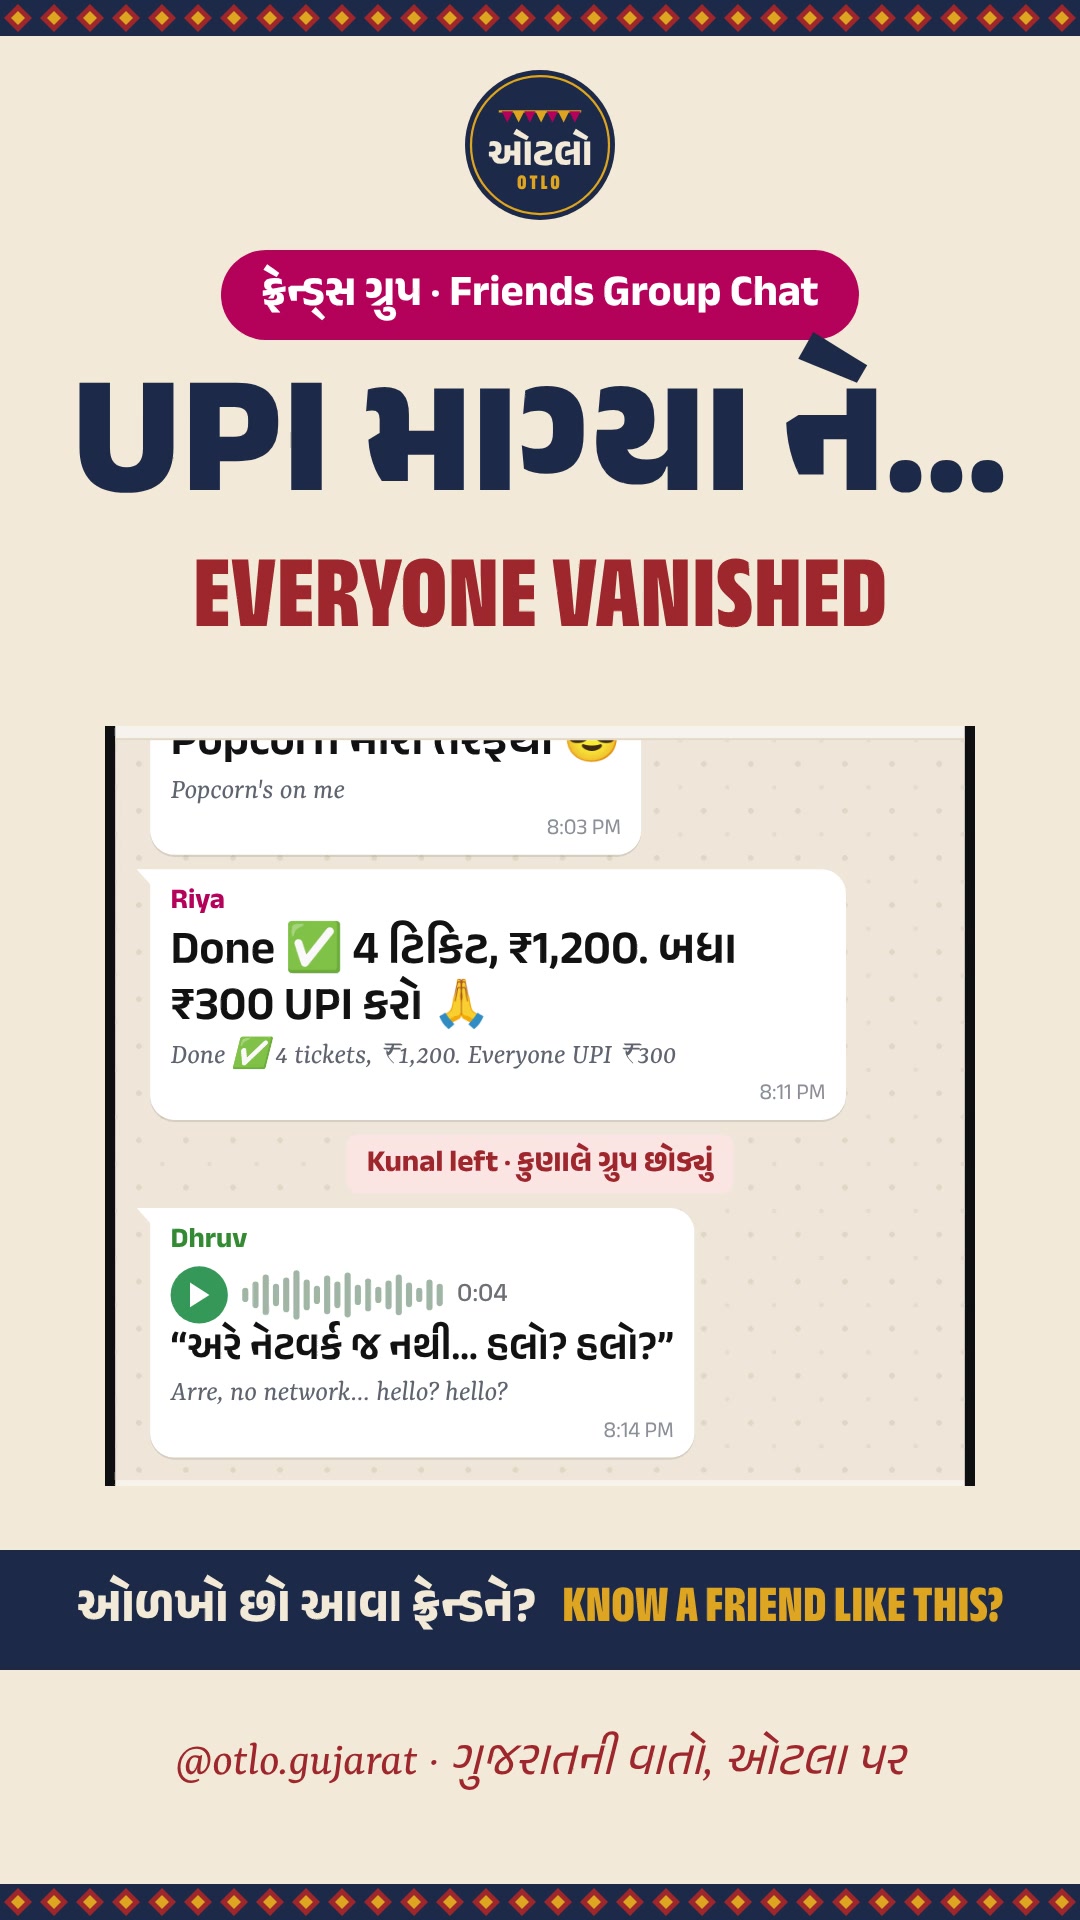 ઓટલો
OTLO
ફ્રેન્ડ્સ ગ્રુપ · Friends Group Chat
UPI માગ્યા ને...
EVERYONE VANISHED
Popcorn મારા તરફથી 😎
Popcorn's on me
8:03 PM
Riya
Done ✅ 4 ટિકિટ, ₹1,200. બધા
₹300 UPI કરો 🙏
Done ✅ 4 tickets, ₹1,200. Everyone UPI ₹300
8:11 PM
Kunal left · કુણાલે ગ્રુપ છોડ્યું
Dhruv
0:04
“અરે નેટવર્ક જ નથી... હલો? હલો?”
Arre, no network... hello? hello?
8:14 PM
ઓળખો છો આવા ફ્રેન્ડને? KNOW A FRIEND LIKE THIS?
@otlo.gujarat · ગુજરાતની વાતો, ઓટલા પર